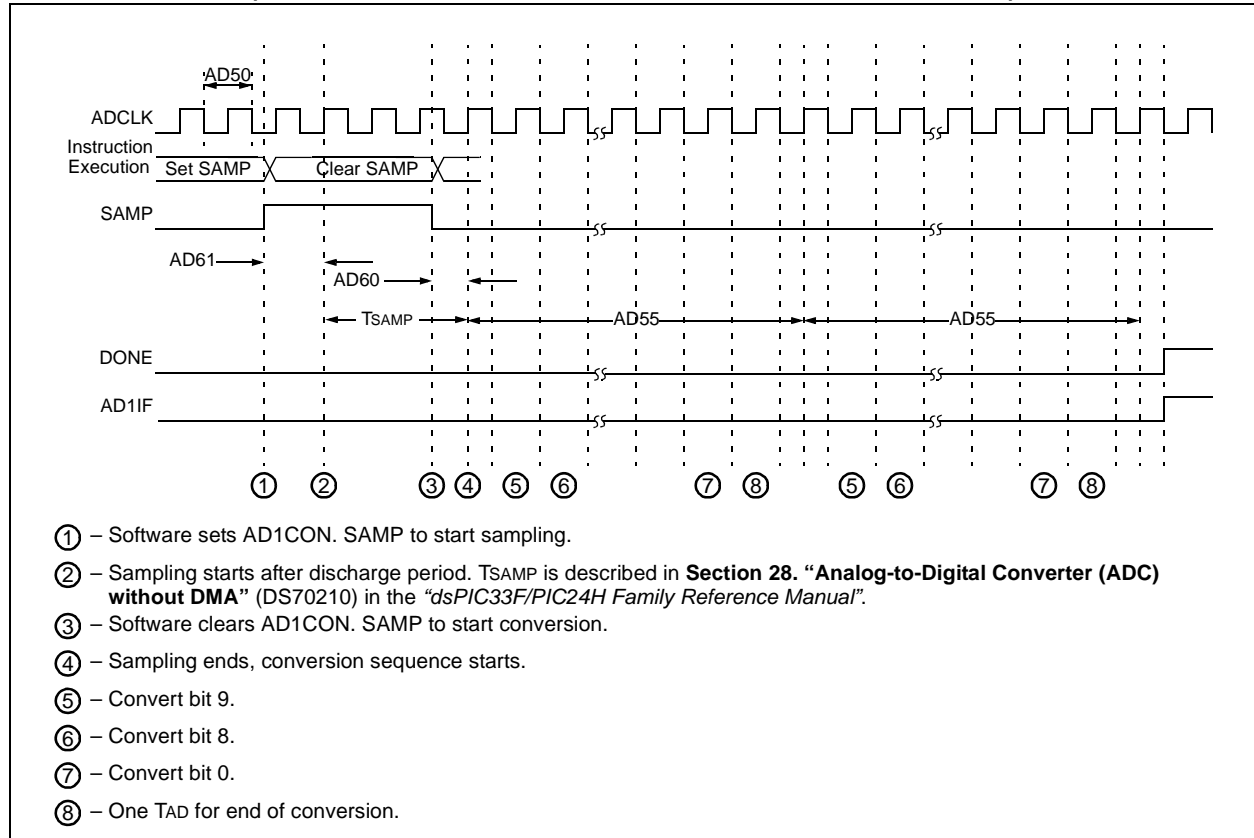 AD50
ADCLK
Instruction
Execution
Set SAMP
Clear SAMP
SAMP
AD61
AD60
TSAMP
AD55
AD55
DONE
AD1IF
1 2 3 4 5 6 7 8 5 6 7 8
1 – Software sets AD1CON. SAMP to start sampling.
2 – Sampling starts after discharge period. TSAMP is described in Section 28. “Analog-to-Digital Converter (ADC)
without DMA” (DS70210) in the “dsPIC33F/PIC24H Family Reference Manual”.
3 – Software clears AD1CON. SAMP to start conversion.
4 – Sampling ends, conversion sequence starts.
5 – Convert bit 9.
6 – Convert bit 8.
7 – Convert bit 0.
8 – One TAD for end of conversion.